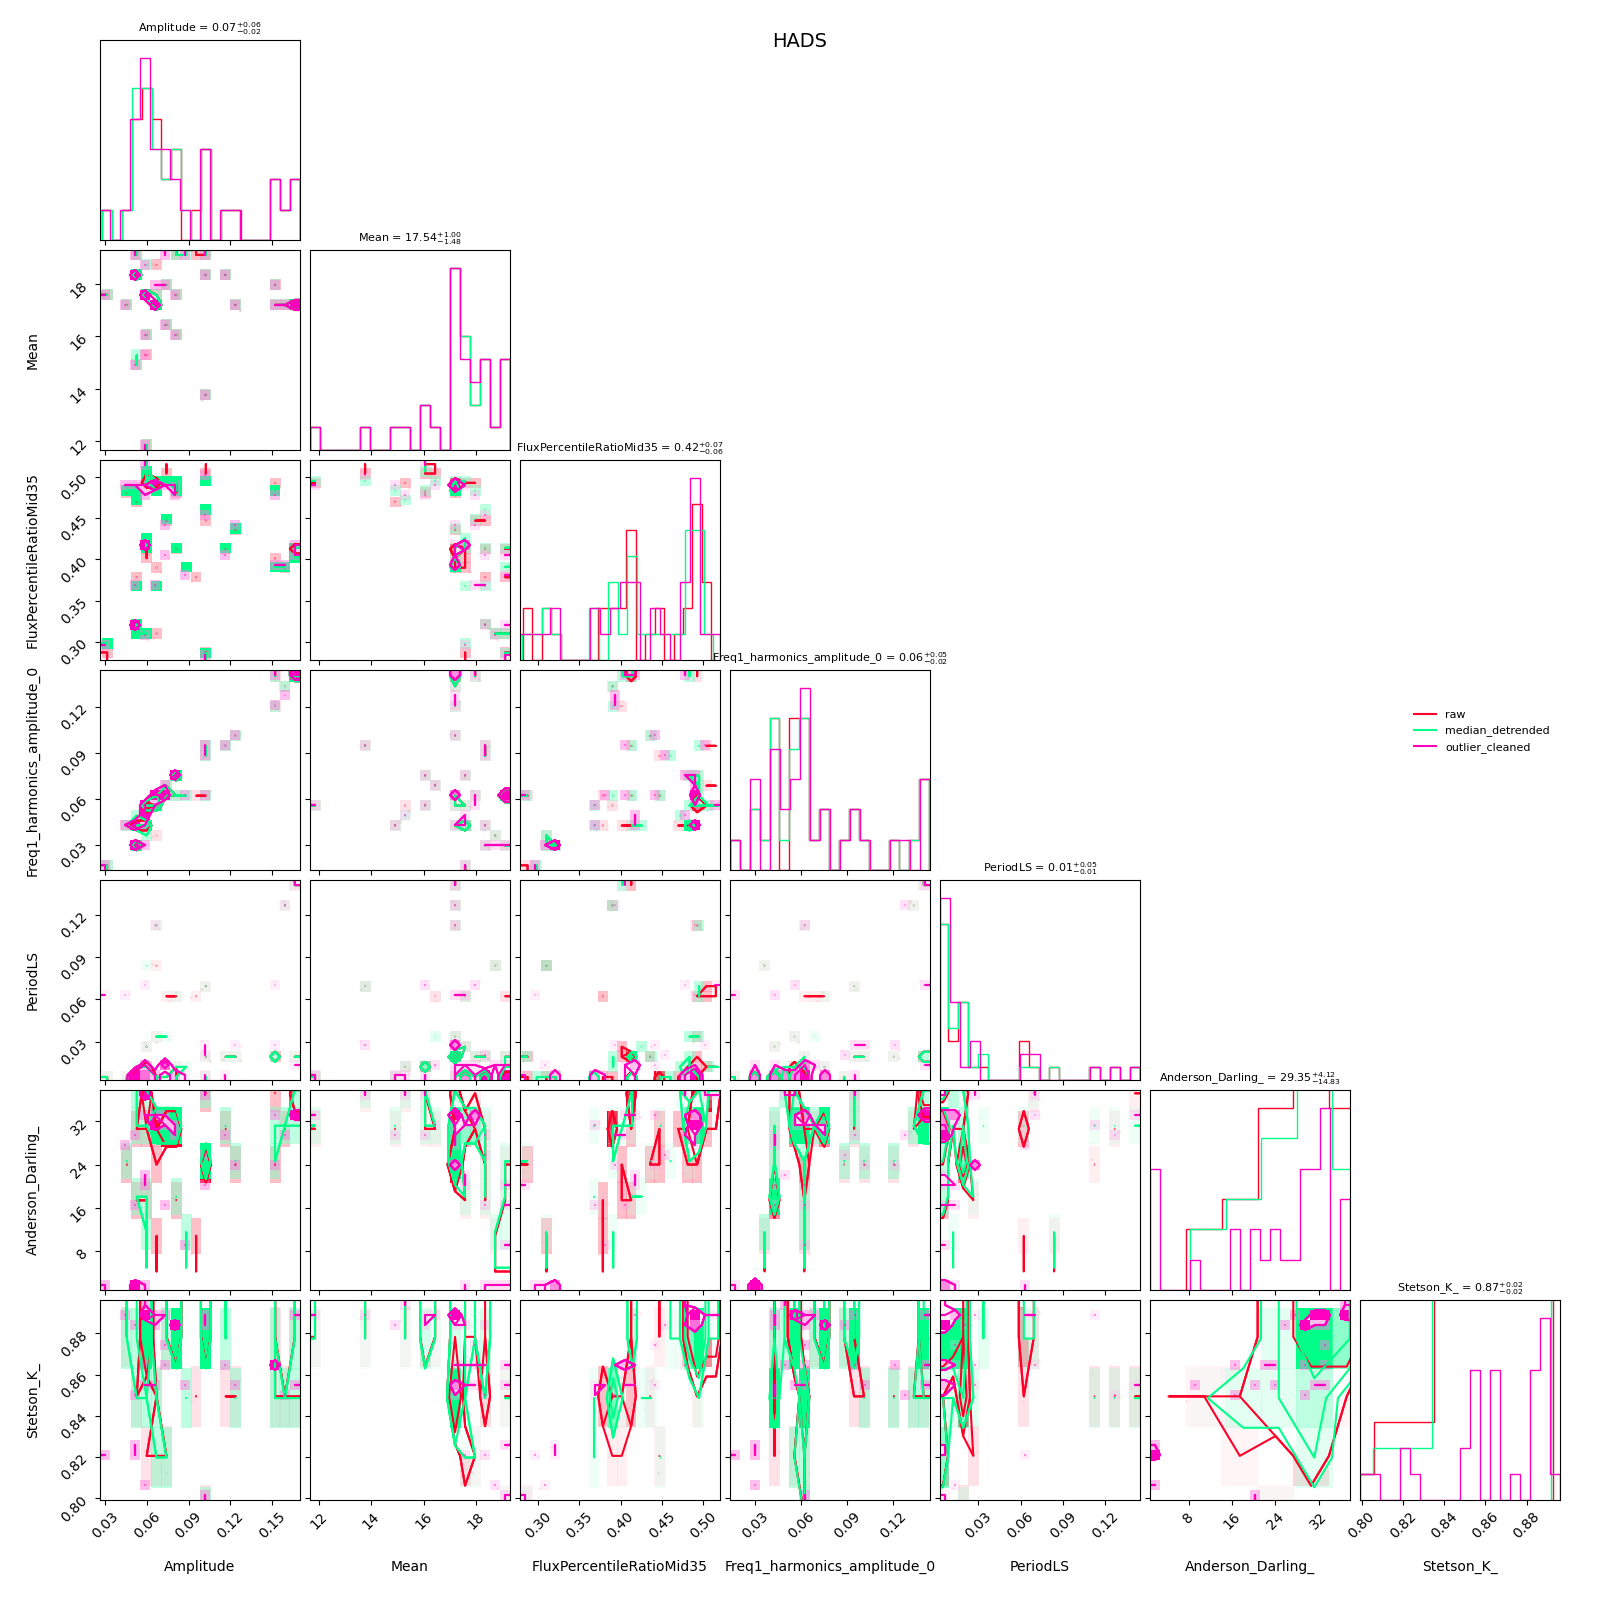 HADS
Amplitude = 0.07+0.06−0.02
Mean = 17.54+1.00−1.48
18
16
14
12
Mean
FluxPercentileRatioMid35 = 0.42+0.07−0.06
0.50
0.45
0.40
0.35
0.30
FluxPercentileRatioMid35
Freq1_harmonics_amplitude_0 = 0.06+0.05−0.02
0.12
0.09
0.06
0.03
Freq1_harmonics_amplitude_0
raw
median_detrended
outlier_cleaned
PeriodLS = 0.01+0.05−0.01
0.12
0.09
0.06
0.03
PeriodLS
Anderson_Darling_ = 29.35+4.12−14.83
32
24
16
8
Anderson_Darling_
Stetson_K_ = 0.87+0.02−0.02
0.88
0.86
0.84
0.82
0.80
Stetson_K_
0.03 0.06 0.09 0.12 0.15 12 14 16 18 0.30 0.35 0.40 0.45 0.50 0.03 0.06 0.09 0.12 0.03 0.06 0.09 0.12 8 16 24 32 0.80 0.82 0.84 0.86 0.88
Amplitude Mean FluxPercentileRatioMid35 Freq1_harmonics_amplitude_0 PeriodLS Anderson_Darling_ Stetson_K_